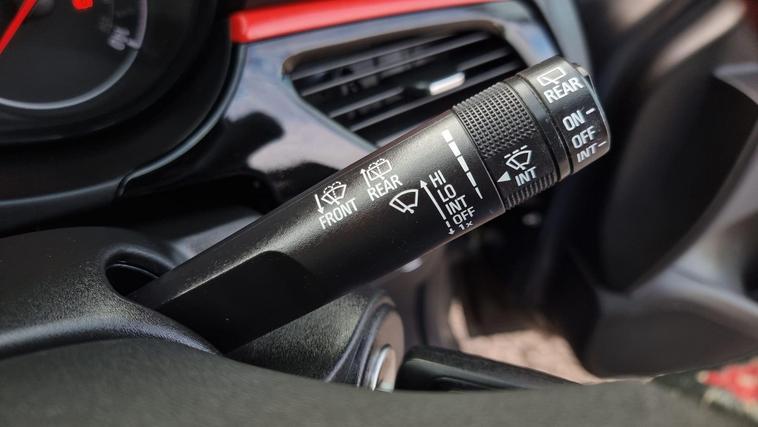 FRONT
REAR
HI
LO
INT
OFF
1x
INT
REAR
ON
OFF
INT